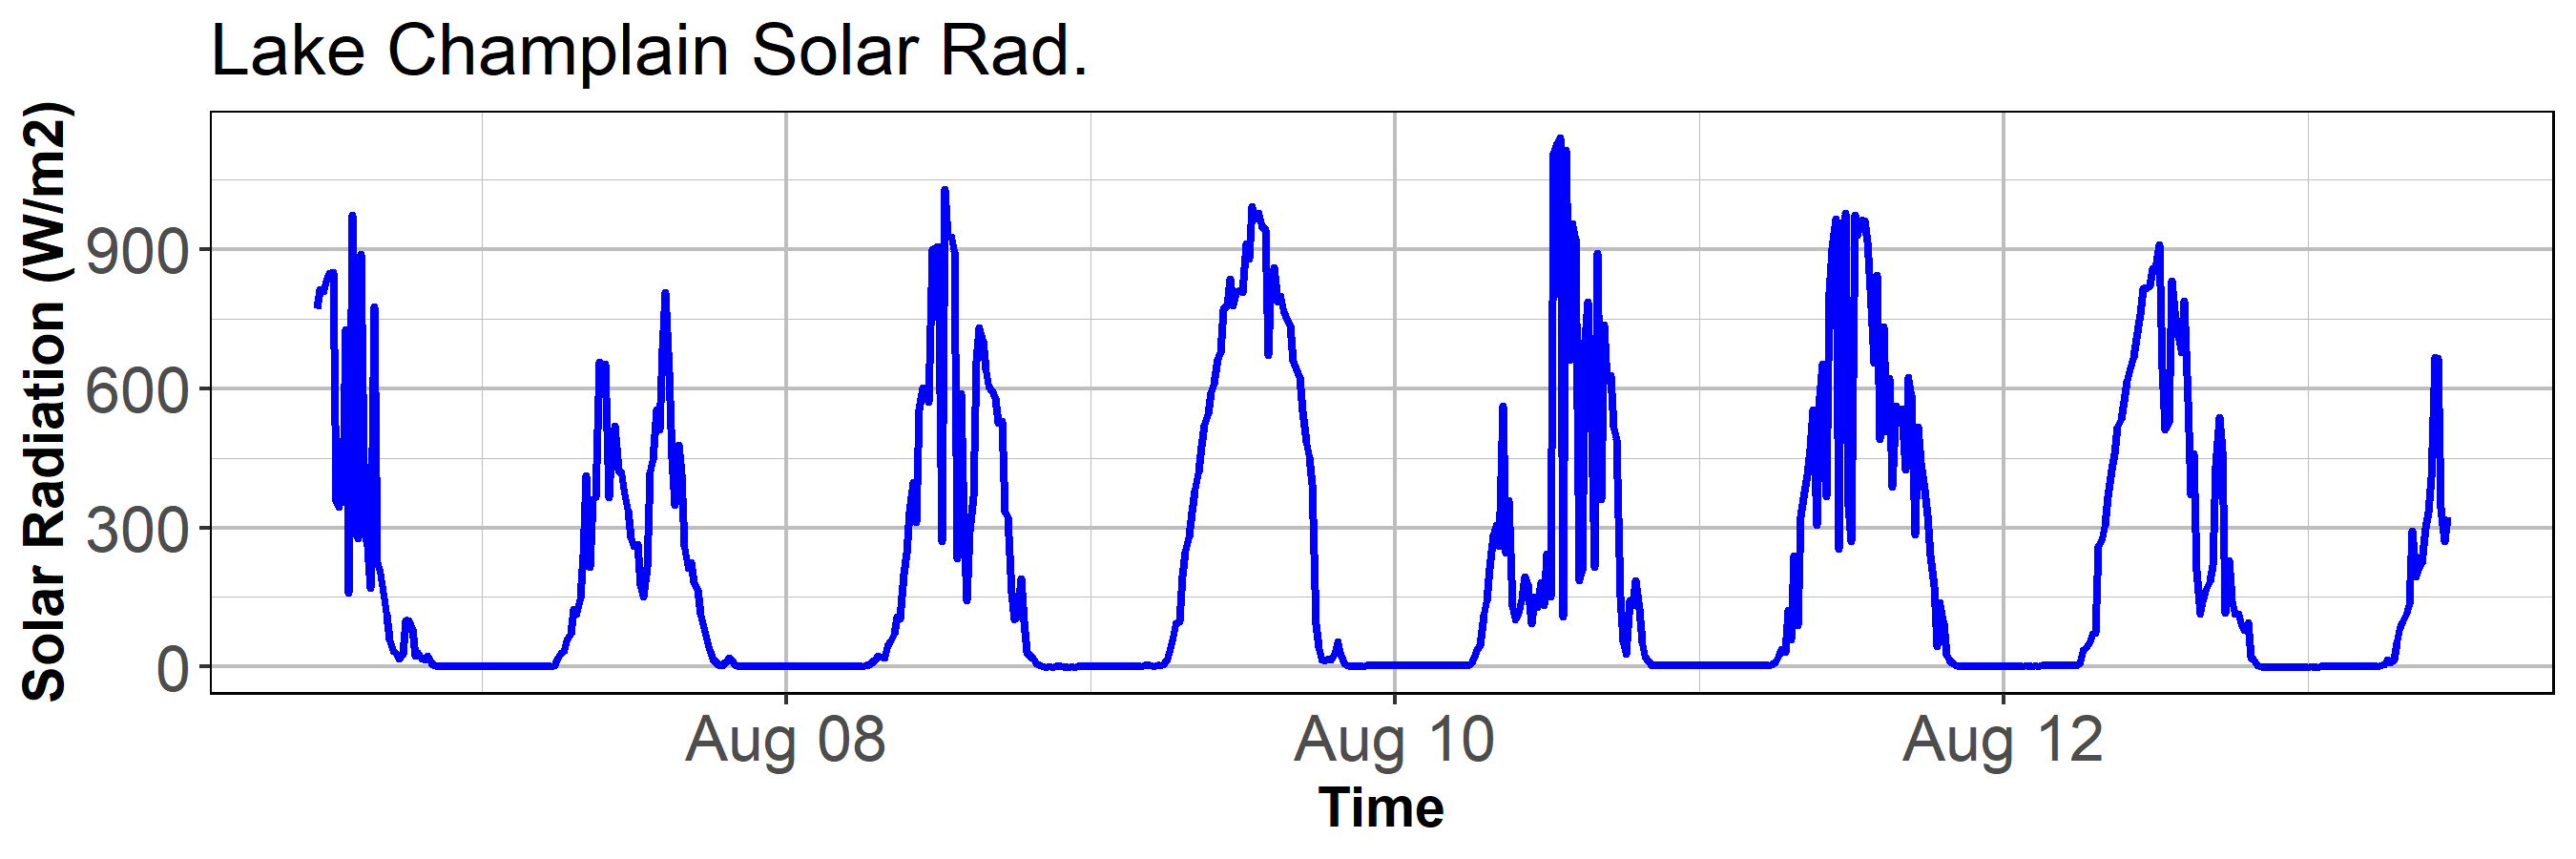 Lake Champlain Solar Rad.
Solar Radiation (W/m2)
900
600
300
0
Aug 08 Aug 10 Aug 12
Time